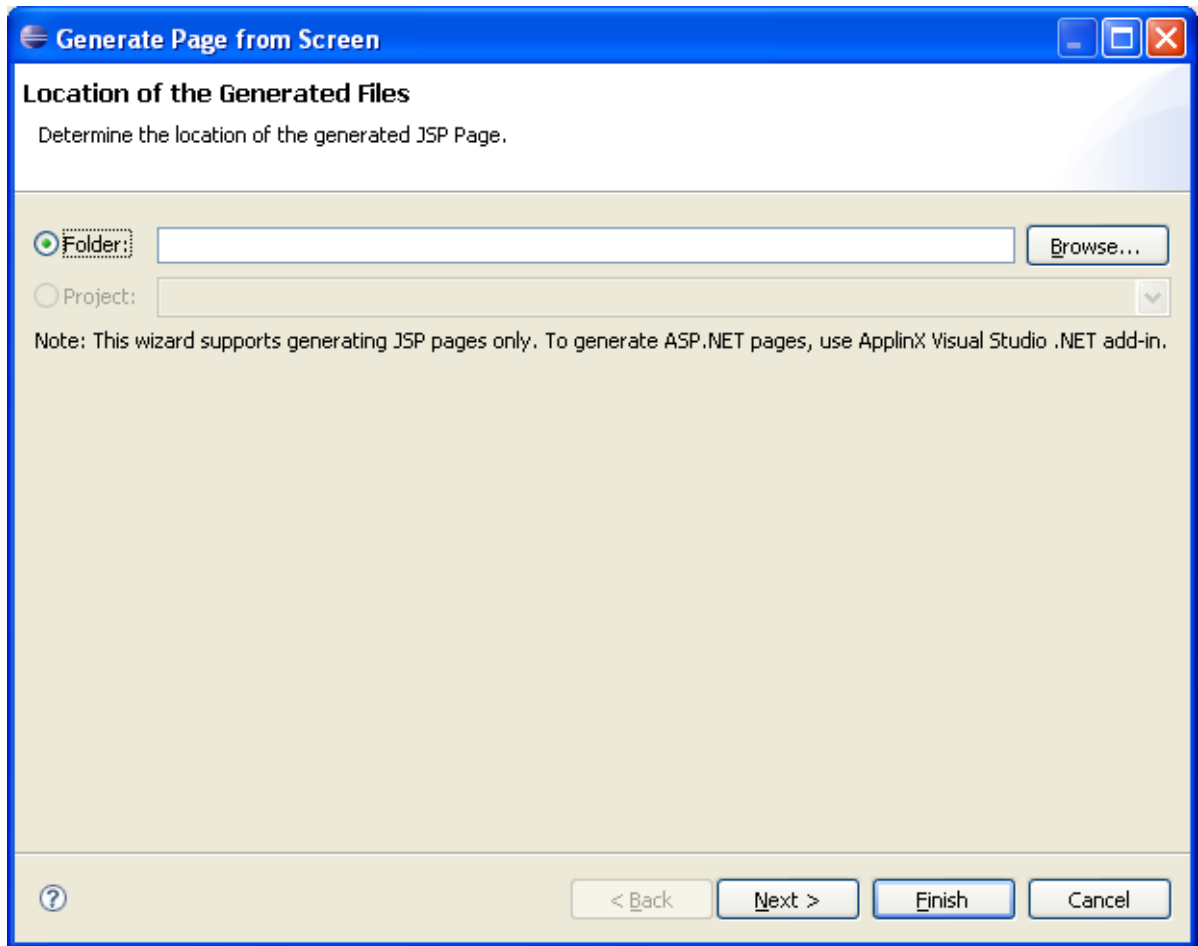 Generate Page from Screen
Location of the Generated Files
Determine the location of the generated JSP Page.
Folder:
Browse...
Project:
Note: This wizard supports generating JSP pages only. To generate ASP.NET pages, use ApplinX Visual Studio .NET add-in.
?
< Back
Next >
Finish
Cancel